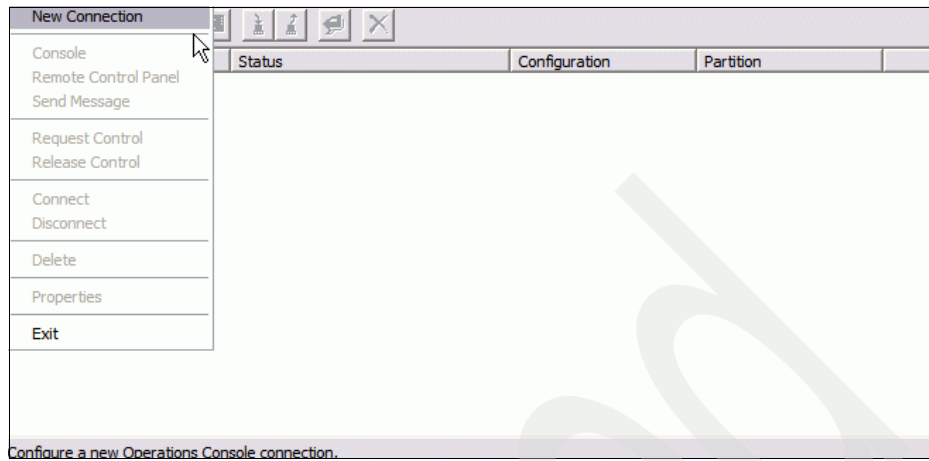 New Connection
Console
Remote Control Panel
Send Message
Request Control
Release Control
Connect
Disconnect
Delete
Properties
Exit
Status Configuration Partition
Configure a new Operations Console connection.